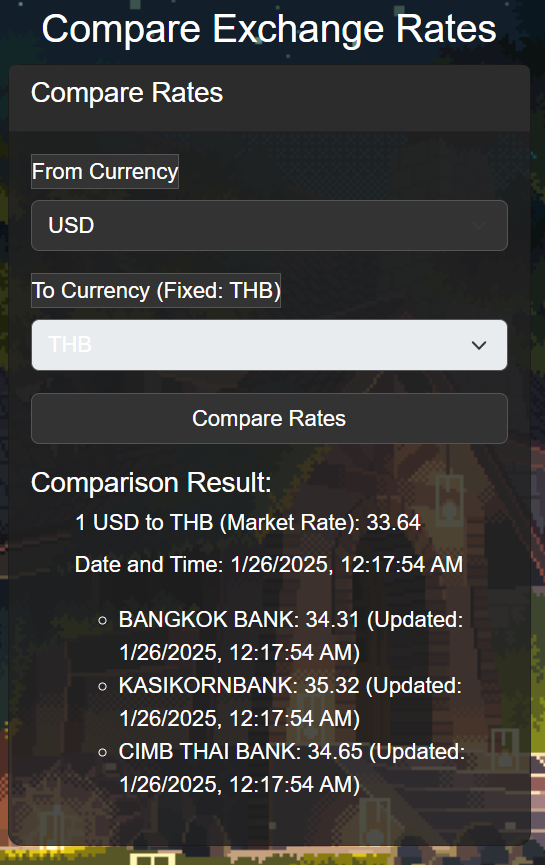 Compare Exchange Rates
Compare Rates
From Currency
USD
To Currency (Fixed: THB)
THB
Compare Rates
Comparison Result:
1 USD to THB (Market Rate): 33.64
Date and Time: 1/26/2025, 12:17:54 AM
BANGKOK BANK: 34.31 (Updated:
1/26/2025, 12:17:54 AM)
KASIKORNBANK: 35.32 (Updated:
1/26/2025, 12:17:54 AM)
CIMB THAI BANK: 34.65 (Updated:
1/26/2025, 12:17:54 AM)